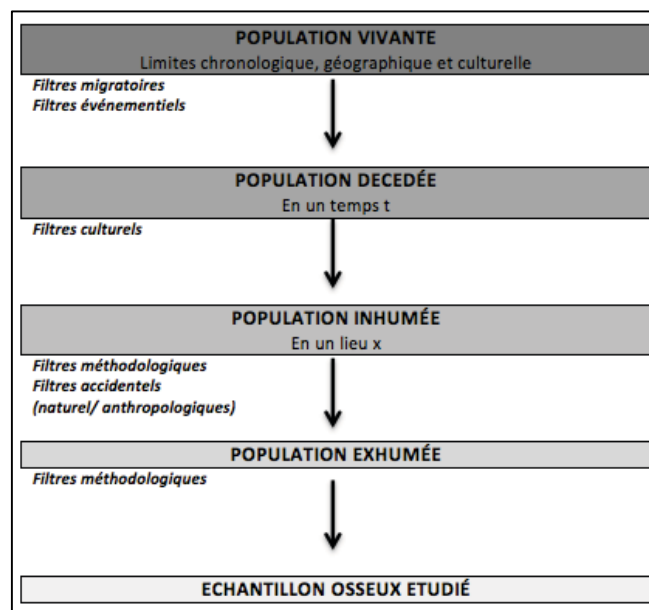 POPULATION VIVANTE
Limites chronologique, géographique et culturelle
Filtres migratoires
Filtres événementiels
POPULATION DECEDÉE
En un temps t
Filtres culturels
POPULATION INHUMÉE
En un lieu x
Filtres méthodologiques
Filtres accidentels
(naturel/ anthropologiques)
POPULATION EXHUMÉE
Filtres méthodologiques
ECHANTILLON OSSEUX ETUDIÉ